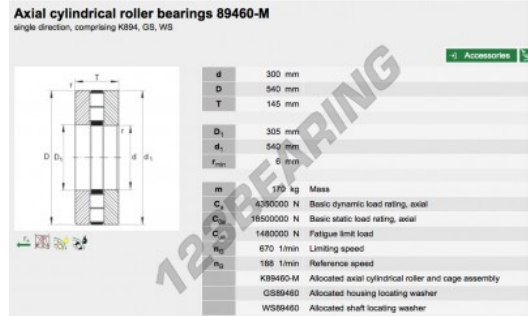 Axial cylindrical roller bearings 89460-M
single direction, comprising K894, GS, WS
Accessories
T
r
r
D D₁ d d₁
d 300 mm
D 540 mm
T 145 mm
D₁ 305 mm
d₁ 540 mm
r min 6 mm
m 170 kg Mass
Cₐ 4350000 N Basic dynamic load rating, axial
C₀ₐ 18500000 N Basic static load rating, axial
Cᵤₐ 1480000 N Fatigue limit load
n G 670 1/min Limiting speed
n B 188 1/min Reference speed
K89460-M Allocated axial cylindrical roller and cage assembly
GS89460 Allocated housing locating washer
WS89460 Allocated shaft locating washer
123BEARING